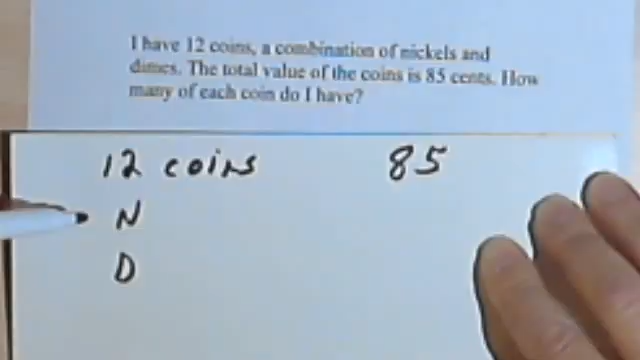 I have 12 coins, a combination of nickels and
dimes. The total value of the coins is 85 cents. How
many of each coin do I have?
12 coins 85
N
D